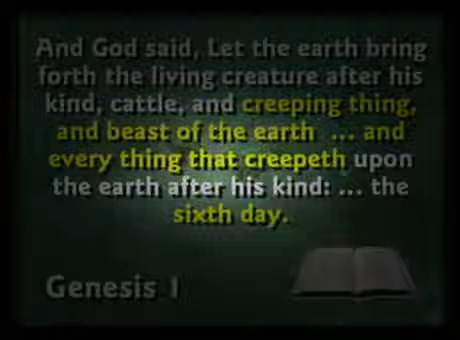 And God said, Let the earth bring
forth the living creature after his
kind, cattle, and creeping thing,
and beast of the earth ... and
every thing that creepeth upon
the earth after his kind: ... the
sixth day.
Genesis 1